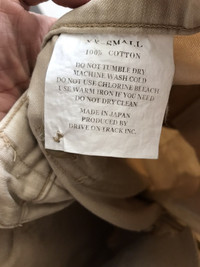 X-SMALL
100% COTTON
DO NOT TUMBLE DRY
MACHINE WASH COLD
DO NOT USE CHLORINE BLEACH
USE WARM IRON IF YOU NEED
DO NOT DRY CLEAN
MADE IN JAPAN
PRODUCED BY
DRIVE ON TRACK INC.